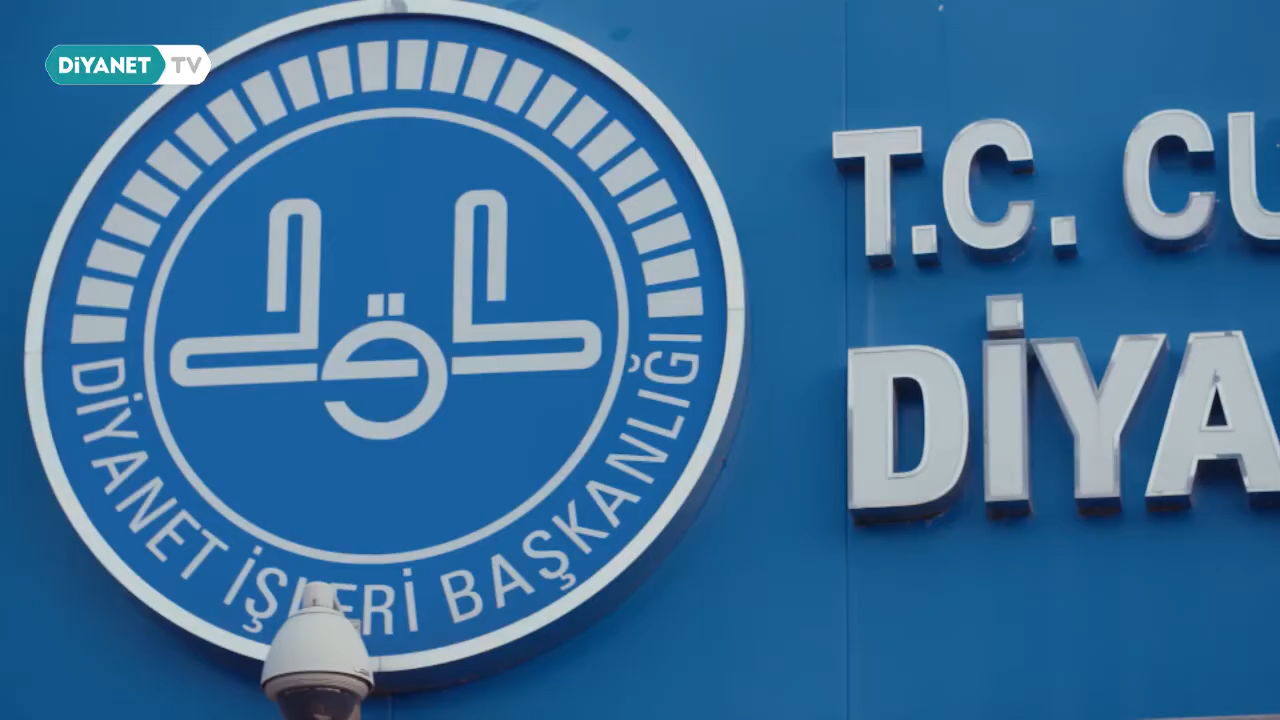 DİYANET TV
DİYANET İŞLERİ BAŞKANLIĞI
T.C. CU
DİYA